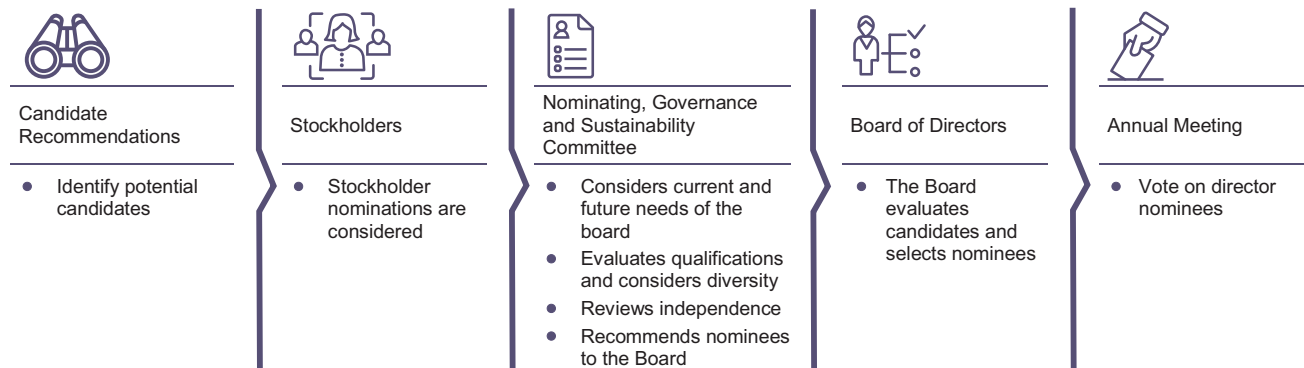 Candidate
Recommendations
● Identify potential
candidates
Stockholders
● Stockholder
nominations are
considered
Nominating, Governance
and Sustainability
Committee
● Considers current and
future needs of the
board
● Evaluates qualifications
and considers diversity
● Reviews independence
● Recommends nominees
to the Board
Board of Directors
● The Board
evaluates
candidates and
selects nominees
Annual Meeting
● Vote on director
nominees